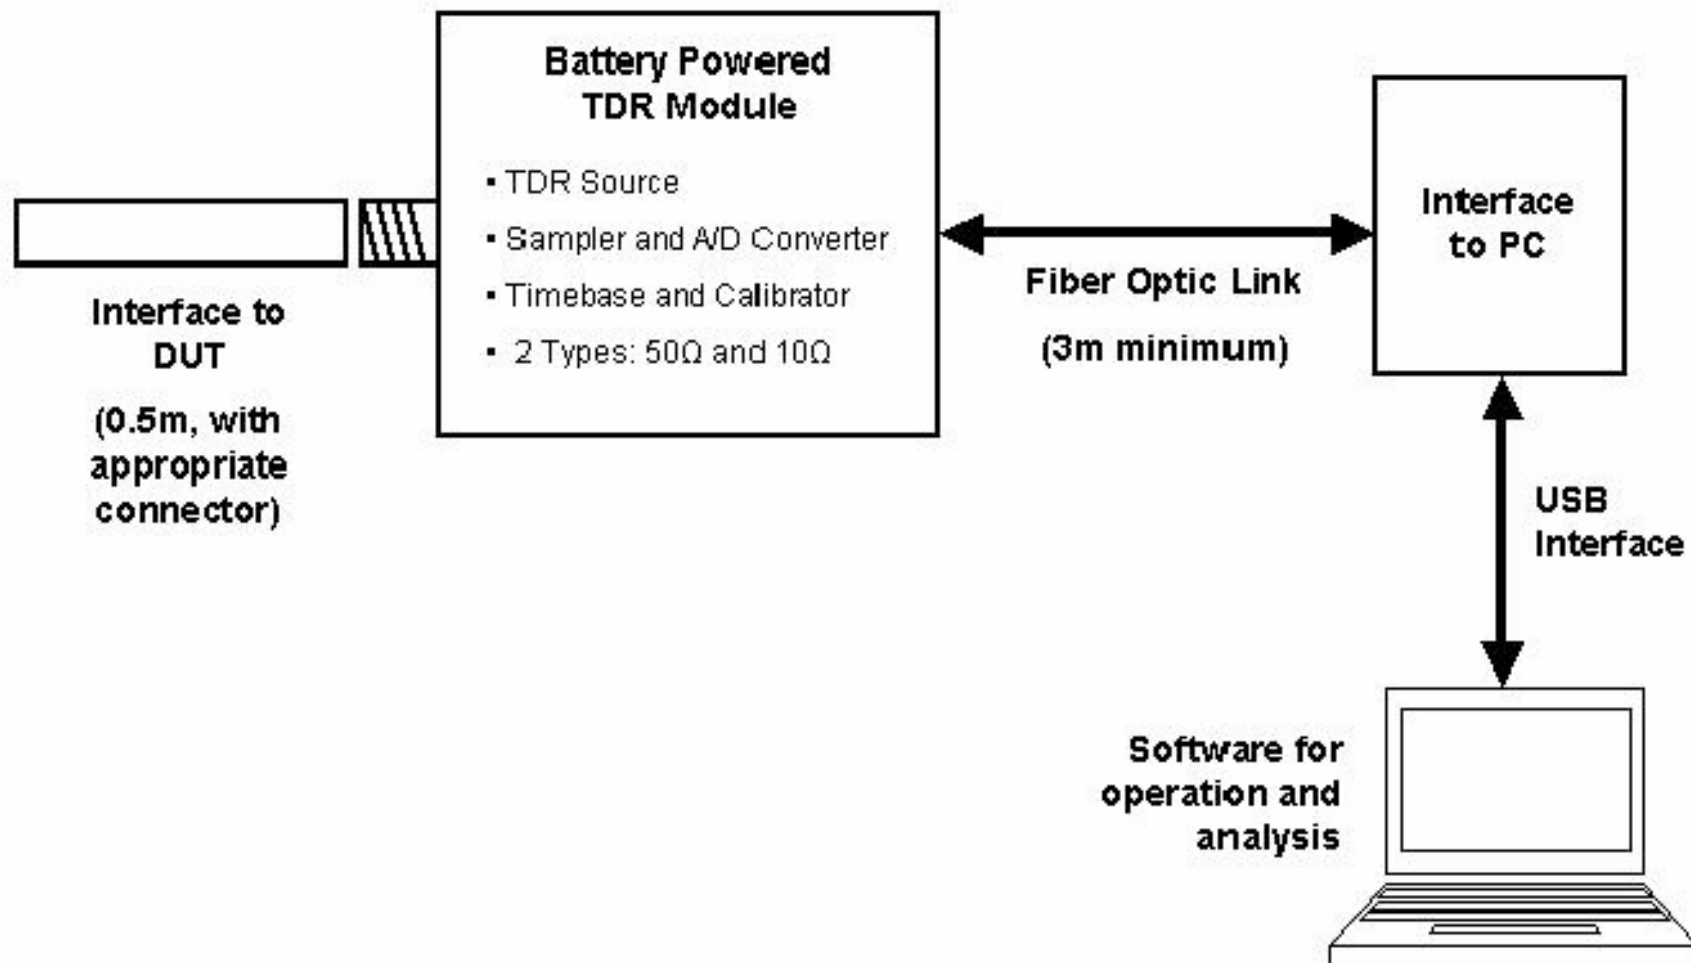 Battery Powered
TDR Module
▪ TDR Source
▪ Sampler and A/D Converter
▪ Timebase and Calibrator
▪ 2 Types: 50Ω and 10Ω
Interface to
DUT
(0.5m, with
appropriate
connector)
Fiber Optic Link
(3m minimum)
Interface
to PC
USB
Interface
Software for
operation and
analysis